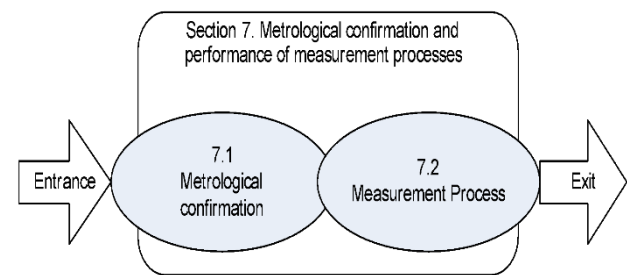 Section 7. Metrological confirmation and
performance of measurement processes
Entrance
7.1
Metrological
confirmation
7.2
Measurement Process
Exit